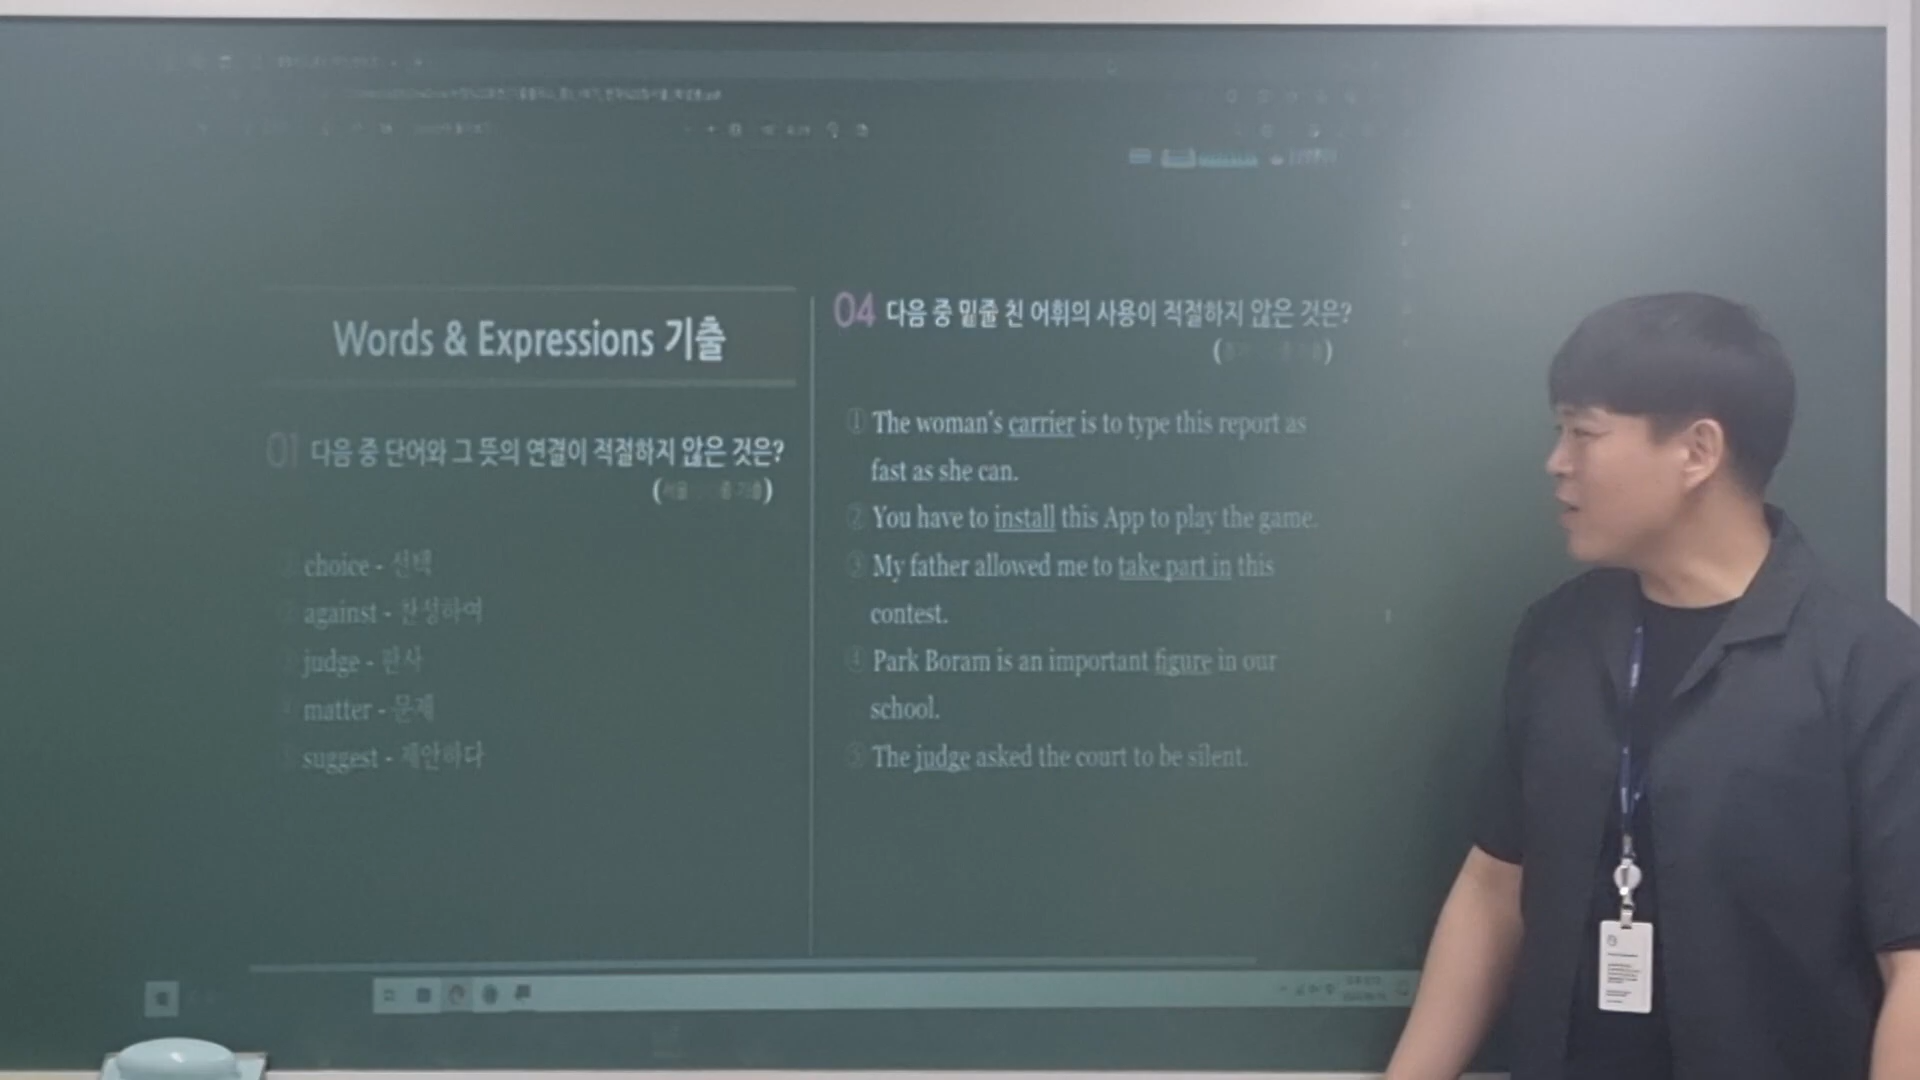 Words & Expressions 기출
01 다음 중 단어와 그 뜻의 연결이 적절하지 않은 것은?
choice - 선택
against - 찬성하여
judge - 판사
matter - 문제
suggest - 제안하다
04 다음 중 밑줄 친 어휘의 사용이 적절하지 않은 것은?
① The woman's carrier is to type this report as
fast as she can.
② You have to install this App to play the game.
③ My father allowed me to take part in this
contest.
④ Park Boram is an important figure in our
school.
⑤ The judge asked the court to be silent.